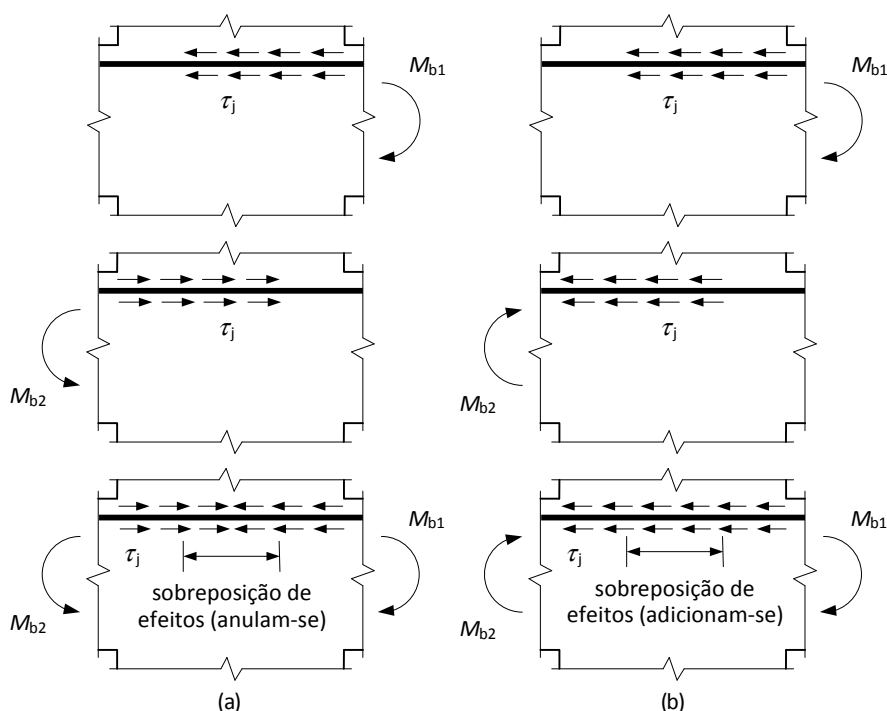 M_b1
τ_j
M_b1
τ_j
τ_j
M_b2
τ_j
M_b2
M_b1
τ_j
M_b2
sobreposição de
efeitos (anulam-se)
M_b1
τ_j
M_b2
sobreposição de
efeitos (adicionam-se)
(a)
(b)